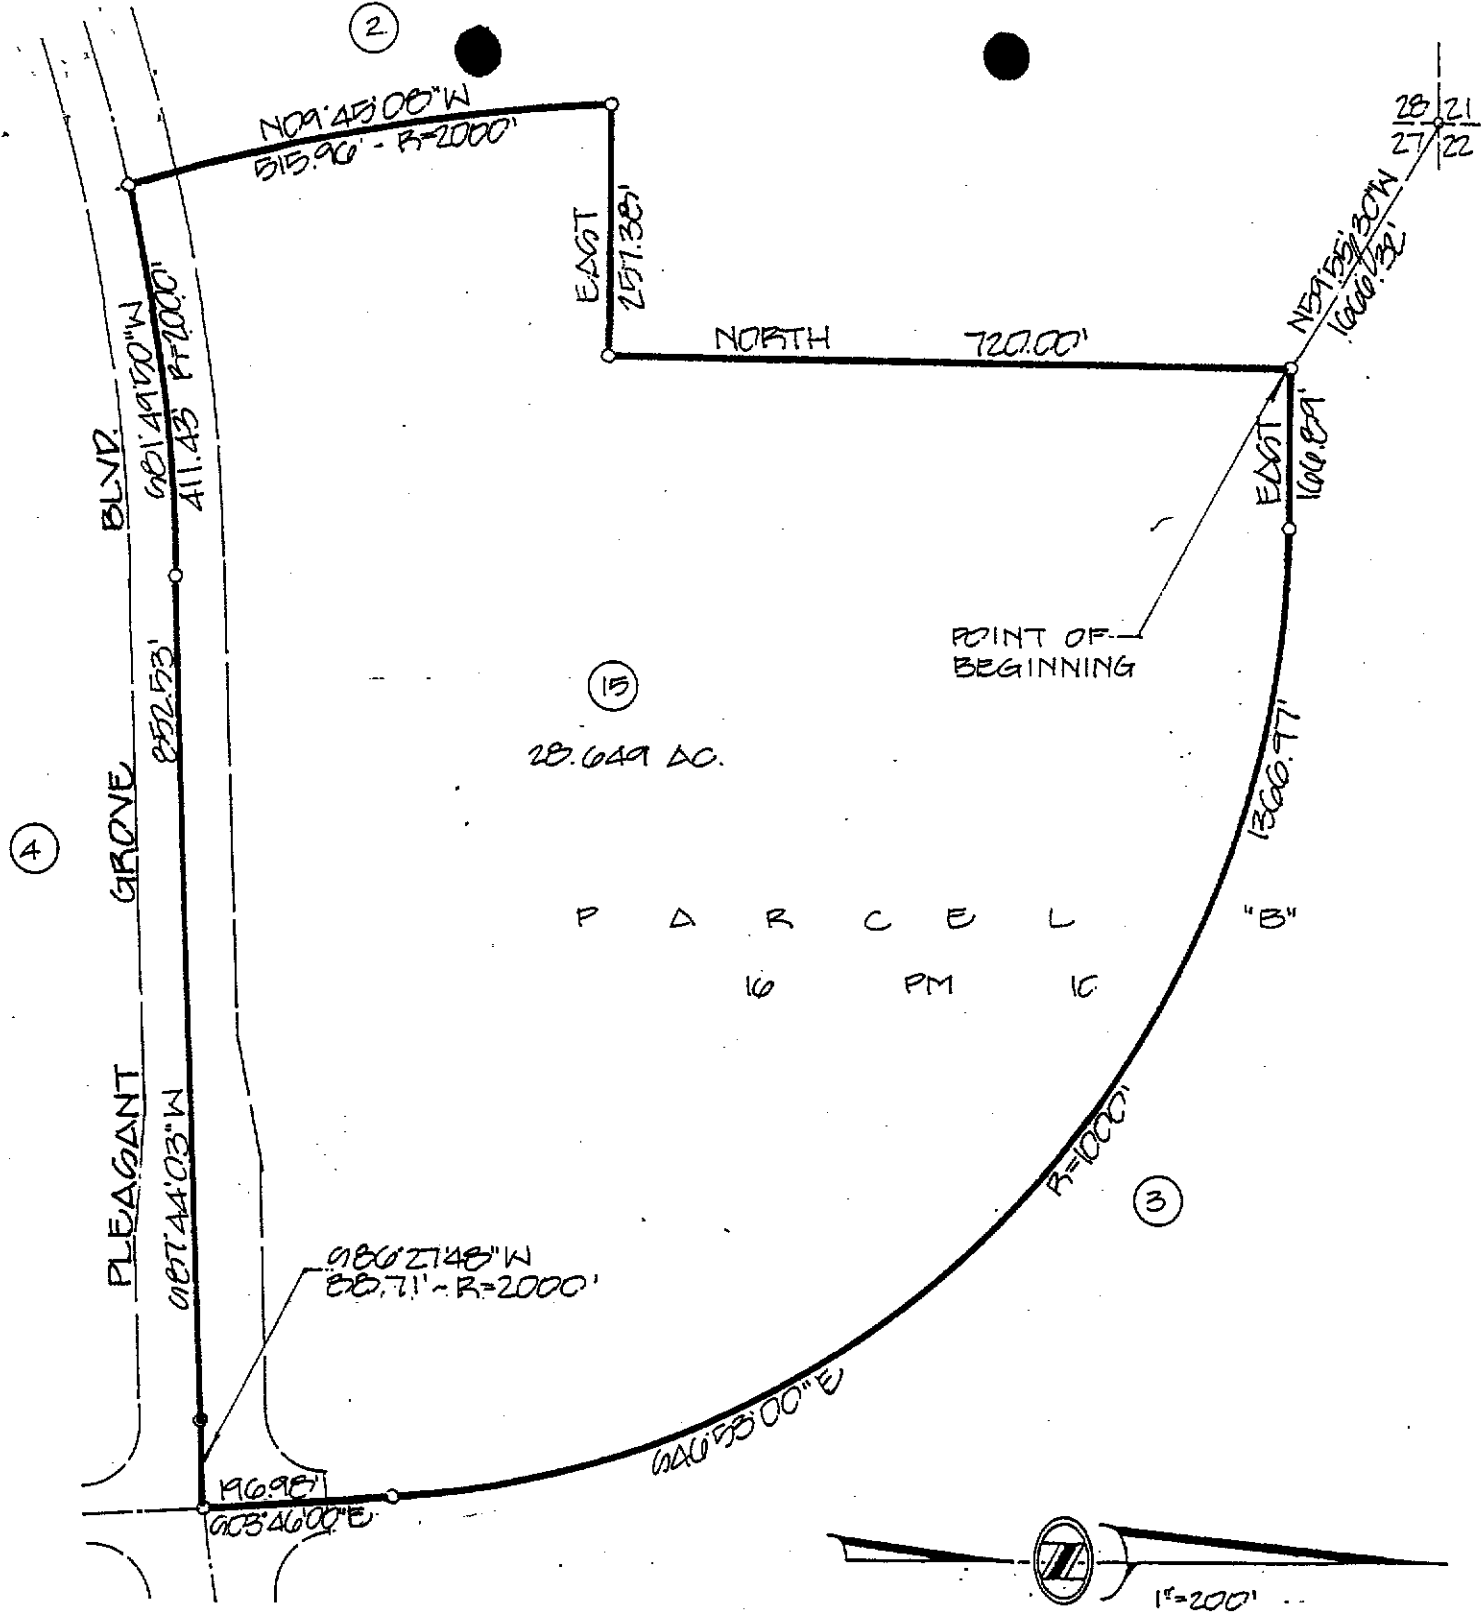 2
N09°45'08"W
515.96' - R=2000'
28 21
27 22
N59°55'30"W
1666.32'
EAST
257.38'
NORTH 720.00'
EAST
166.89'
S81°49'50"W
411.43' R=2000'
POINT OF
BEGINNING
15
28.649 AC.
852.53'
S87°44'03"W
PLEASANT GROVE BLVD.
4
1366.97'
PARCEL "B"
16 PM
R=1000'
3
S86°27'48"W
88.71' - R=2000'
S46°53'00"E
196.98'
S03°46'00"E
1"=200'